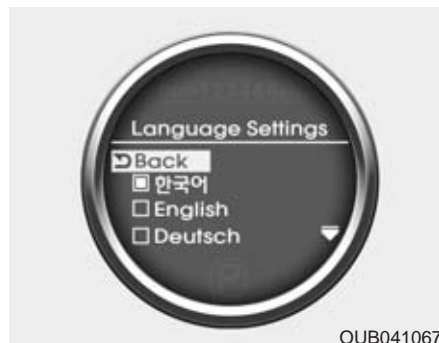 Language Settings
Back
한국어
English
Deutsch
OUB041067